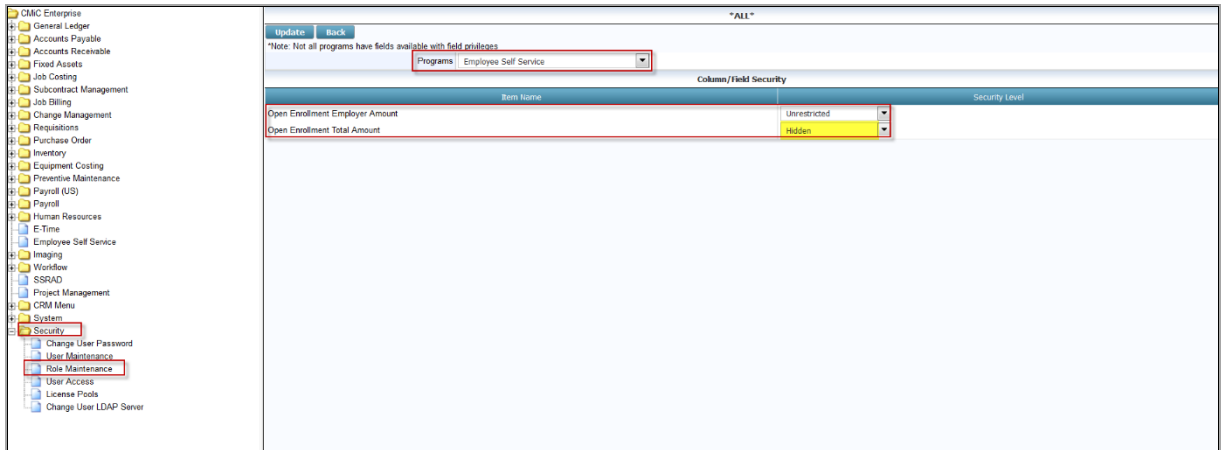 CMiC Enterprise
General Ledger
Accounts Payable
Accounts Receivable
Fixed Assets
Job Costing
Subcontract Management
Job Billing
Change Management
Requisitions
Purchase Order
Inventory
Equipment Costing
Preventive Maintenance
Payroll (US)
Payroll
Human Resources
E-Time
Employee Self Service
Imaging
Workflow
SSRAD
Project Management
CRM Menu
System
Security
Change User Password
User Maintenance
Role Maintenance
User Access
License Pools
Change User LDAP Server
*ALL*
Update Back
*Note: Not all programs have fields available with field privileges
Programs Employee Self Service
Column/Field Security
Item Name Security Level
Open Enrollment Employer Amount Unrestricted
Open Enrollment Total Amount Hidden